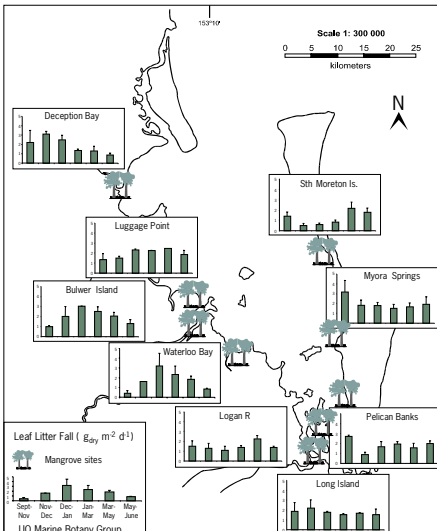 153°10'
Scale 1: 300 000
0 5 10 15 20 25
kilometers
N
Deception Bay
Sth Moreton Is.
Luggage Point
Myora Springs
Bulwer Island
Waterloo Bay
Logan R
Pelican Banks
Long Island
Leaf Litter Fall ( gdry m-2 d-1)
Mangrove sites
Sept- Nov- Dec- Jan- Mar- May-
Nov Dec Jan Mar May June
UQ Marine Botany Group